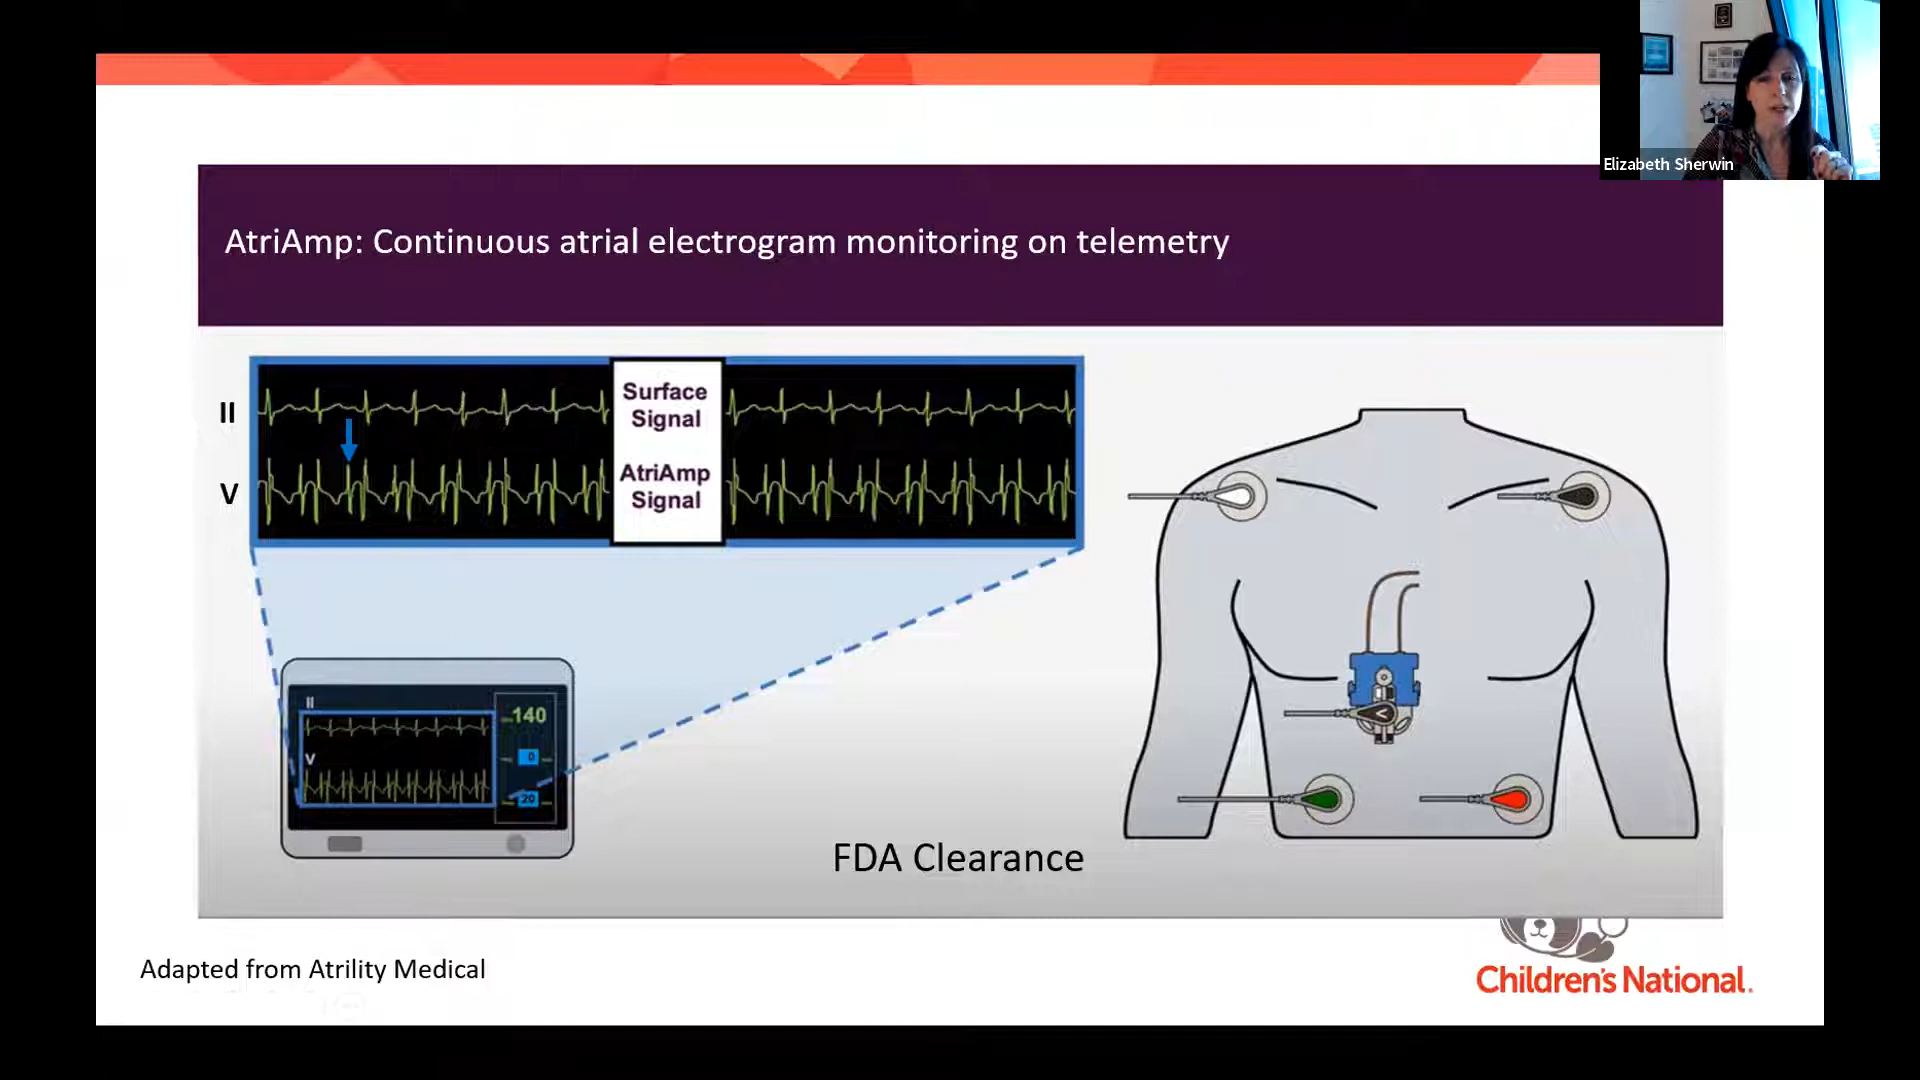 Elizabeth Sherwin
AtriAmp: Continuous atrial electrogram monitoring on telemetry
II
V
Surface
Signal
AtriAmp
Signal
II
V
140
0
20
V
FDA Clearance
Adapted from Atrility Medical
Children's National.